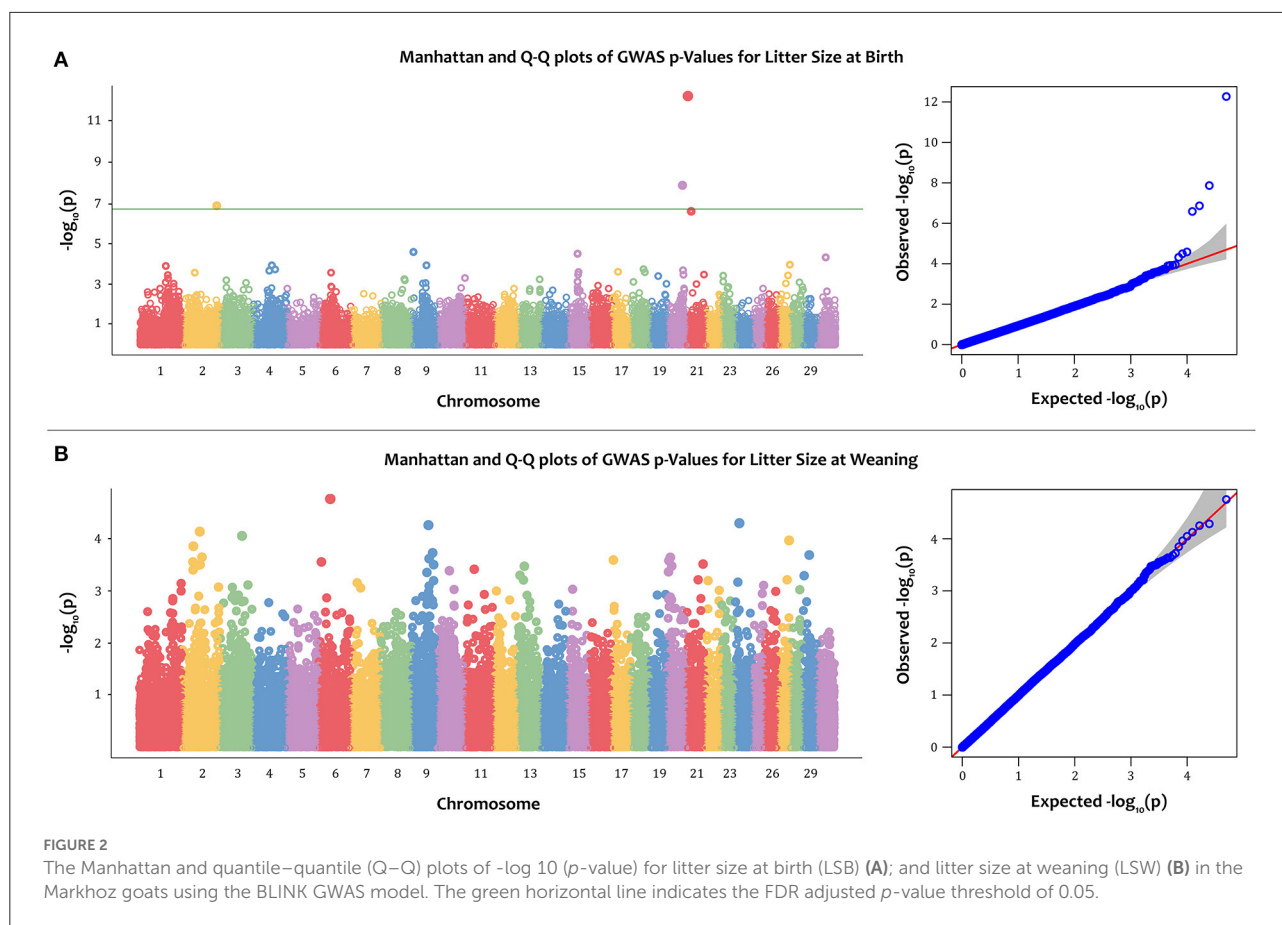 A
Manhattan and Q-Q plots of GWAS p-Values for Litter Size at Birth
-log10(p)
11
9
7
5
3
1
1 2 3 4 5 6 7 8 9 11 13 15 17 19 21 23 26 29
Chromosome
Observed -log10(p)
12
10
8
6
4
2
0
0 1 2 3 4
Expected -log10(p)
B
Manhattan and Q-Q plots of GWAS p-Values for Litter Size at Weaning
-log10(p)
4
3
2
1
1 2 3 4 5 6 7 8 9 11 13 15 17 19 21 23 26 29
Chromosome
Observed -log10(p)
4
3
2
1
0
0 1 2 3 4
Expected -log10(p)
FIGURE 2
The Manhattan and quantile–quantile (Q–Q) plots of -log 10 (p-value) for litter size at birth (LSB) (A); and litter size at weaning (LSW) (B) in the
Markhoz goats using the BLINK GWAS model. The green horizontal line indicates the FDR adjusted p-value threshold of 0.05.